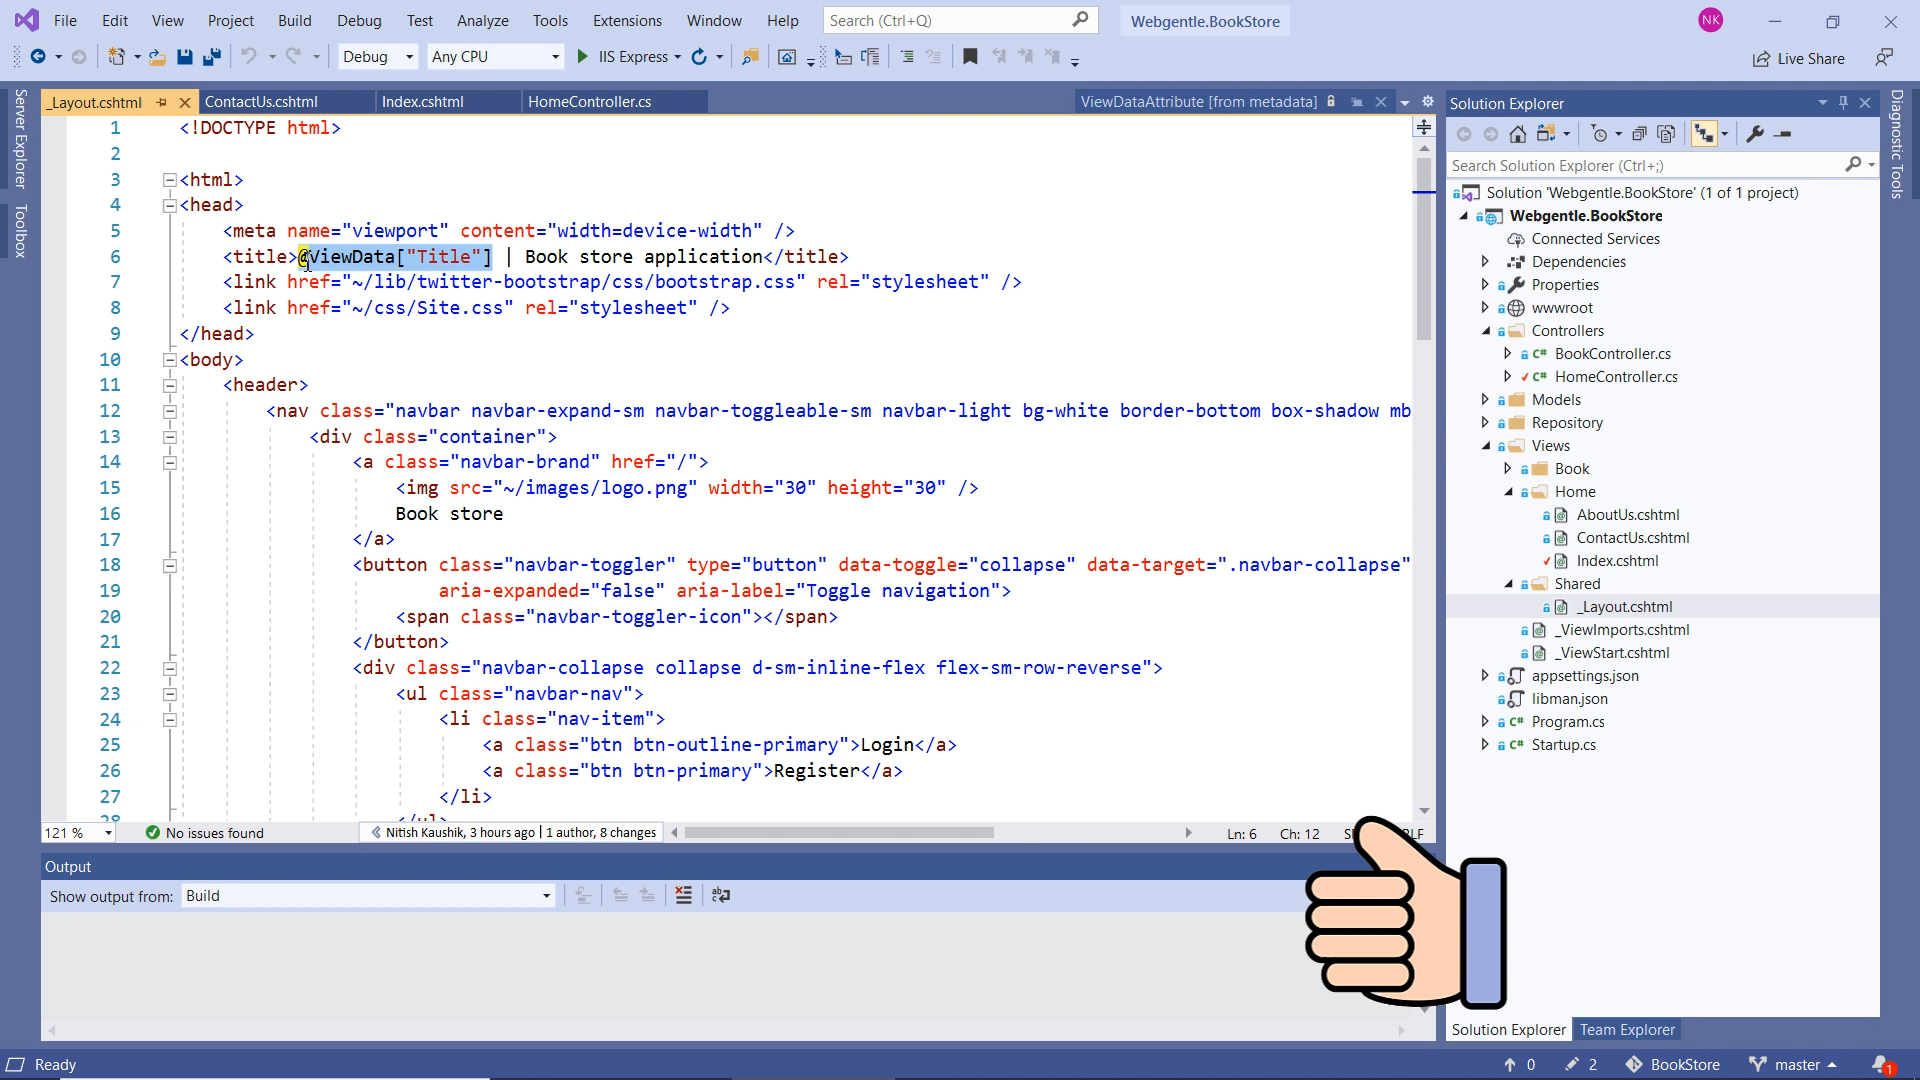 File Edit View Project Build Debug Test Analyze Tools Extensions Window Help Search (Ctrl+Q) Webgentle.BookStore NK
Debug Any CPU IIS Express Live Share
Server Explorer
Toolbox
_Layout.cshtml ContactUs.cshtml Index.cshtml HomeController.cs ViewDataAttribute [from metadata]
1 <!DOCTYPE html>
2
3 <html>
4 <head>
5 <meta name="viewport" content="width=device-width" />
6 <title>@ViewData["Title"] | Book store application</title>
7 <link href="~/lib/twitter-bootstrap/css/bootstrap.css" rel="stylesheet" />
8 <link href="~/css/Site.css" rel="stylesheet" />
9 </head>
10 <body>
11 <header>
12 <nav class="navbar navbar-expand-sm navbar-toggleable-sm navbar-light bg-white border-bottom box-shadow mb
13 <div class="container">
14 <a class="navbar-brand" href="/">
15 <img src="~/images/logo.png" width="30" height="30" />
16 Book store
17 </a>
18 <button class="navbar-toggler" type="button" data-toggle="collapse" data-target=".navbar-collapse"
19 aria-expanded="false" aria-label="Toggle navigation">
20 <span class="navbar-toggler-icon"></span>
21 </button>
22 <div class="navbar-collapse collapse d-sm-inline-flex flex-sm-row-reverse">
23 <ul class="navbar-nav">
24 <li class="nav-item">
25 <a class="btn btn-outline-primary">Login</a>
26 <a class="btn btn-primary">Register</a>
27 </li>
28 </ul>
121 % No issues found Nitish Kaushik, 3 hours ago | 1 author, 8 changes Ln: 6 Ch: 12
Output
Show output from: Build
Solution Explorer
Search Solution Explorer (Ctrl+;)
Solution 'Webgentle.BookStore' (1 of 1 project)
Webgentle.BookStore
Connected Services
Dependencies
Properties
wwwroot
Controllers
C# BookController.cs
C# HomeController.cs
Models
Repository
Views
Book
Home
AboutUs.cshtml
ContactUs.cshtml
Index.cshtml
Shared
_Layout.cshtml
_ViewImports.cshtml
_ViewStart.cshtml
appsettings.json
libman.json
C# Program.cs
C# Startup.cs
Solution Explorer Team Explorer
Diagnostic Tools
Ready 0 2 BookStore master 1